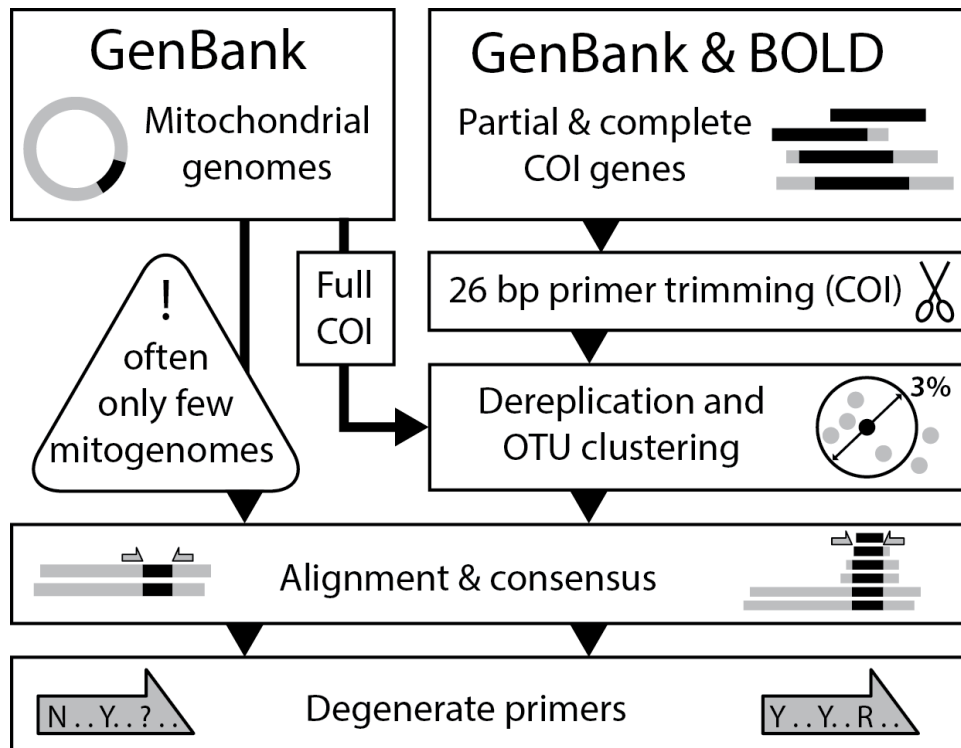 GenBank
Mitochondrial
genomes
GenBank & BOLD
Partial & complete
COI genes
Full
COI
26 bp primer trimming (COI)
!
often
only few
mitogenomes
Dereplication and
OTU clustering
3%
Alignment & consensus
N..Y..?..
Degenerate primers
Y..Y..R..